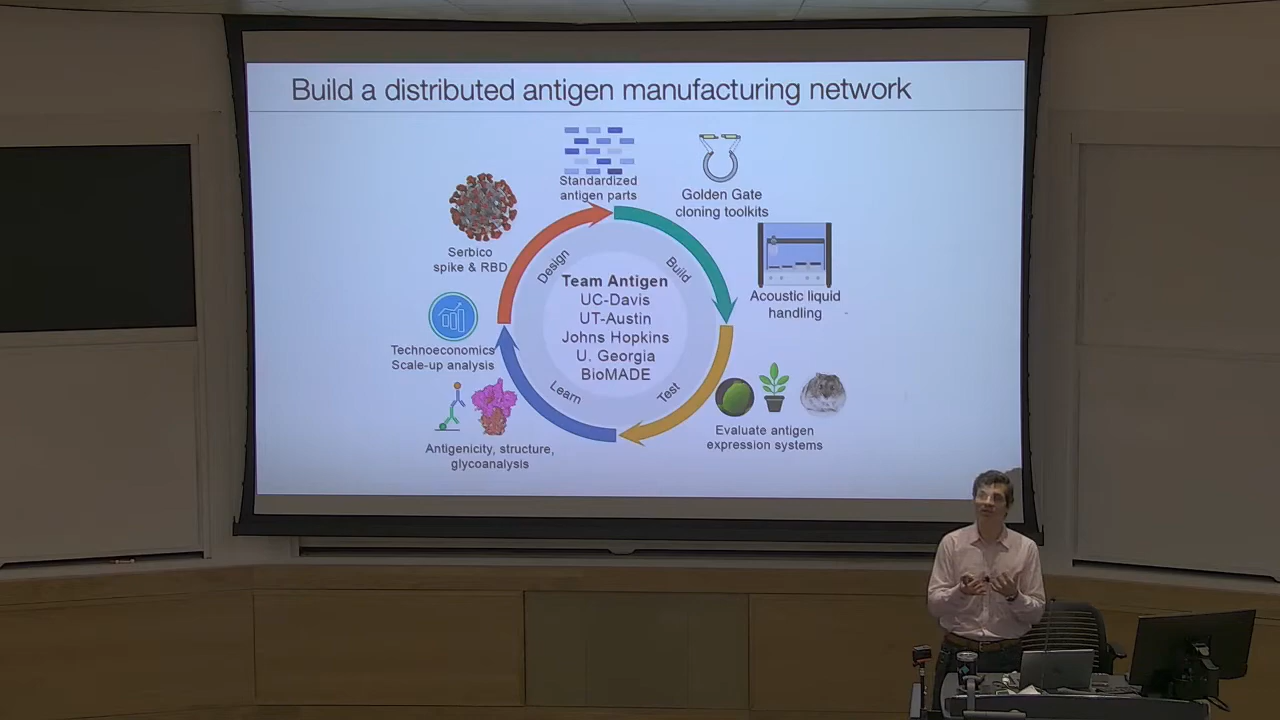 Build a distributed antigen manufacturing network
Standardized
antigen parts
Golden Gate
cloning toolkits
Serbico
spike & RBD
Design
Build
Acoustic liquid
handling
Team Antigen
UC-Davis
UT-Austin
Johns Hopkins
U. Georgia
BioMADE
Technoeconomics
Scale-up analysis
Learn
Test
Evaluate antigen
expression systems
Antigenicity, structure,
glycoanalysis